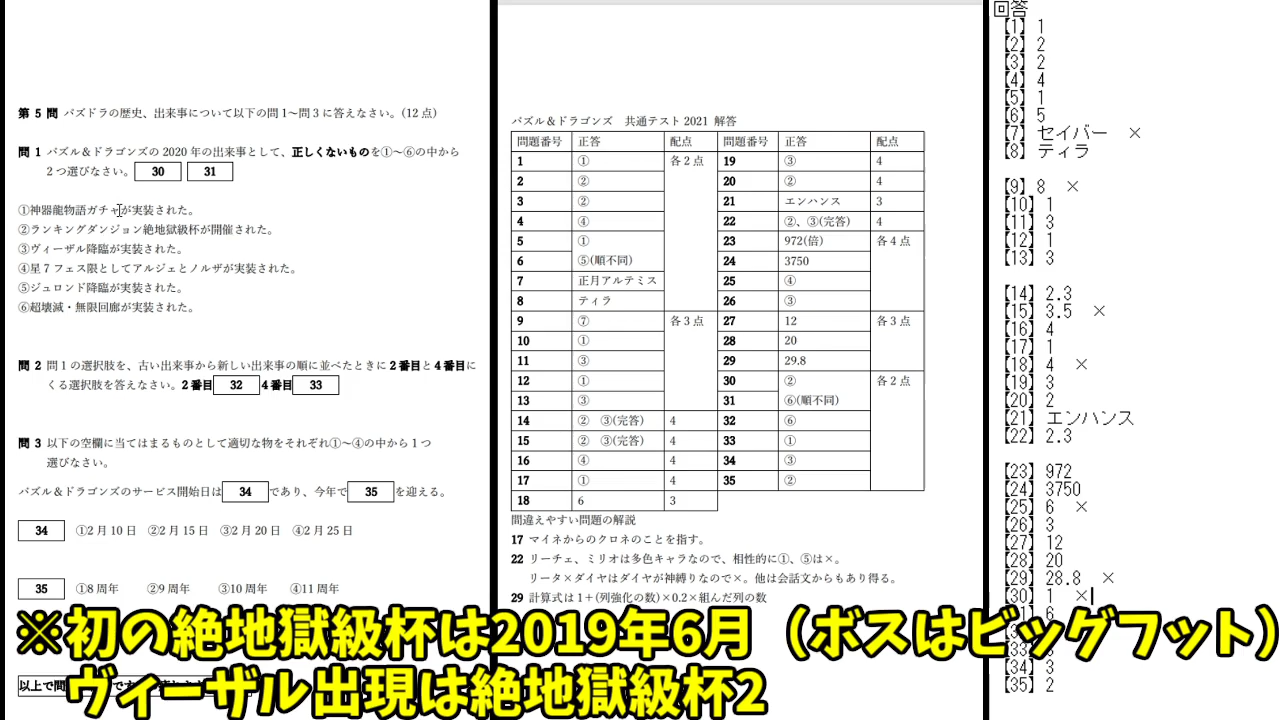 第 5 問 パズドラの歴史、出来事について以下の問 1～問 3 に答えなさい。(12 点)
問 1 パズル＆ドラゴンズの 2020 年の出来事として、正しくないものを①～⑥の中から
2 つ選びなさい。 30 31
①神器龍物語ガチャが実装された。
②ランキングダンジョン絶地獄級杯が開催された。
③ヴィーザル降臨が実装された。
④星 7 フェス限としてアルジェとノルザが実装された。
⑤ジュロンド降臨が実装された。
⑥超壊滅・無限回廊が実装された。
問 2 問 1 の選択肢を、古い出来事から新しい出来事の順に並べたときに 2 番目と 4 番目に
くる選択肢を答えなさい。2 番目 32 4 番目 33
問 3 以下の空欄に当てはまるものとして適切な物をそれぞれ①～④の中から 1 つ
選びなさい。
パズル＆ドラゴンズのサービス開始日は 34 であり、今年で 35 を迎える。
34 ①2 月 10 日 ②2 月 15 日 ③2 月 20 日 ④2 月 25 日
35 ①8 周年 ②9 周年 ③10 周年 ④11 周年
以上で問
パズル＆ドラゴンズ 共通テスト 2021 解答
問題番号 正答 配点 問題番号 正答 配点
1 ① 各 2 点 19 ③ 4
2 ② 20 ② 4
3 ② 21 エンハンス 3
4 ④ 22 ②、③(完答) 4
5 ① 23 972(倍) 各 4 点
6 ⑤(順不同) 24 3750
7 正月アルテミス 25 ④
8 ティラ 26 ③
9 ⑦ 各 3 点 27 12 各 3 点
10 ① 28 20
11 ③ 29 29.8
12 ① 30 ② 各 2 点
13 ③ 31 ⑥(順不同)
14 ② ③(完答) 4 32 ⑥
15 ② ③(完答) 4 33 ①
16 ④ 4 34 ③
17 ① 4 35 ②
18 6 3
間違えやすい問題の解説
17 マイネからのクロネのことを指す。
22 リーチェ、ミリオは多色キャラなので、相性的に①、⑤は×。
リータ×ダイヤはダイヤが神縛りなので×。他は会話文からもあり得る。
29 計算式は 1＋(列強化の数)×0.2×組んだ列の数
回答
【1】 1
【2】 2
【3】 2
【4】 4
【5】 1
【6】 5
【7】 セイバー ×
【8】 ティラ
【9】 8 ×
【10】 1
【11】 3
【12】 1
【13】 3
【14】 2.3
【15】 3.5 ×
【16】 4
【17】 1
【18】 4 ×
【19】 3
【20】 2
【21】 エンハンス
【22】 2.3
【23】 972
【24】 3750
【25】 6 ×
【26】 3
【27】 12
【28】 20
【29】 28.8 ×
【30】 1 ×
6
【34】 3
【35】 2
※初の絶地獄級杯は2019年6月（ボスはビッグフット）
ヴィーザル出現は絶地獄級杯2